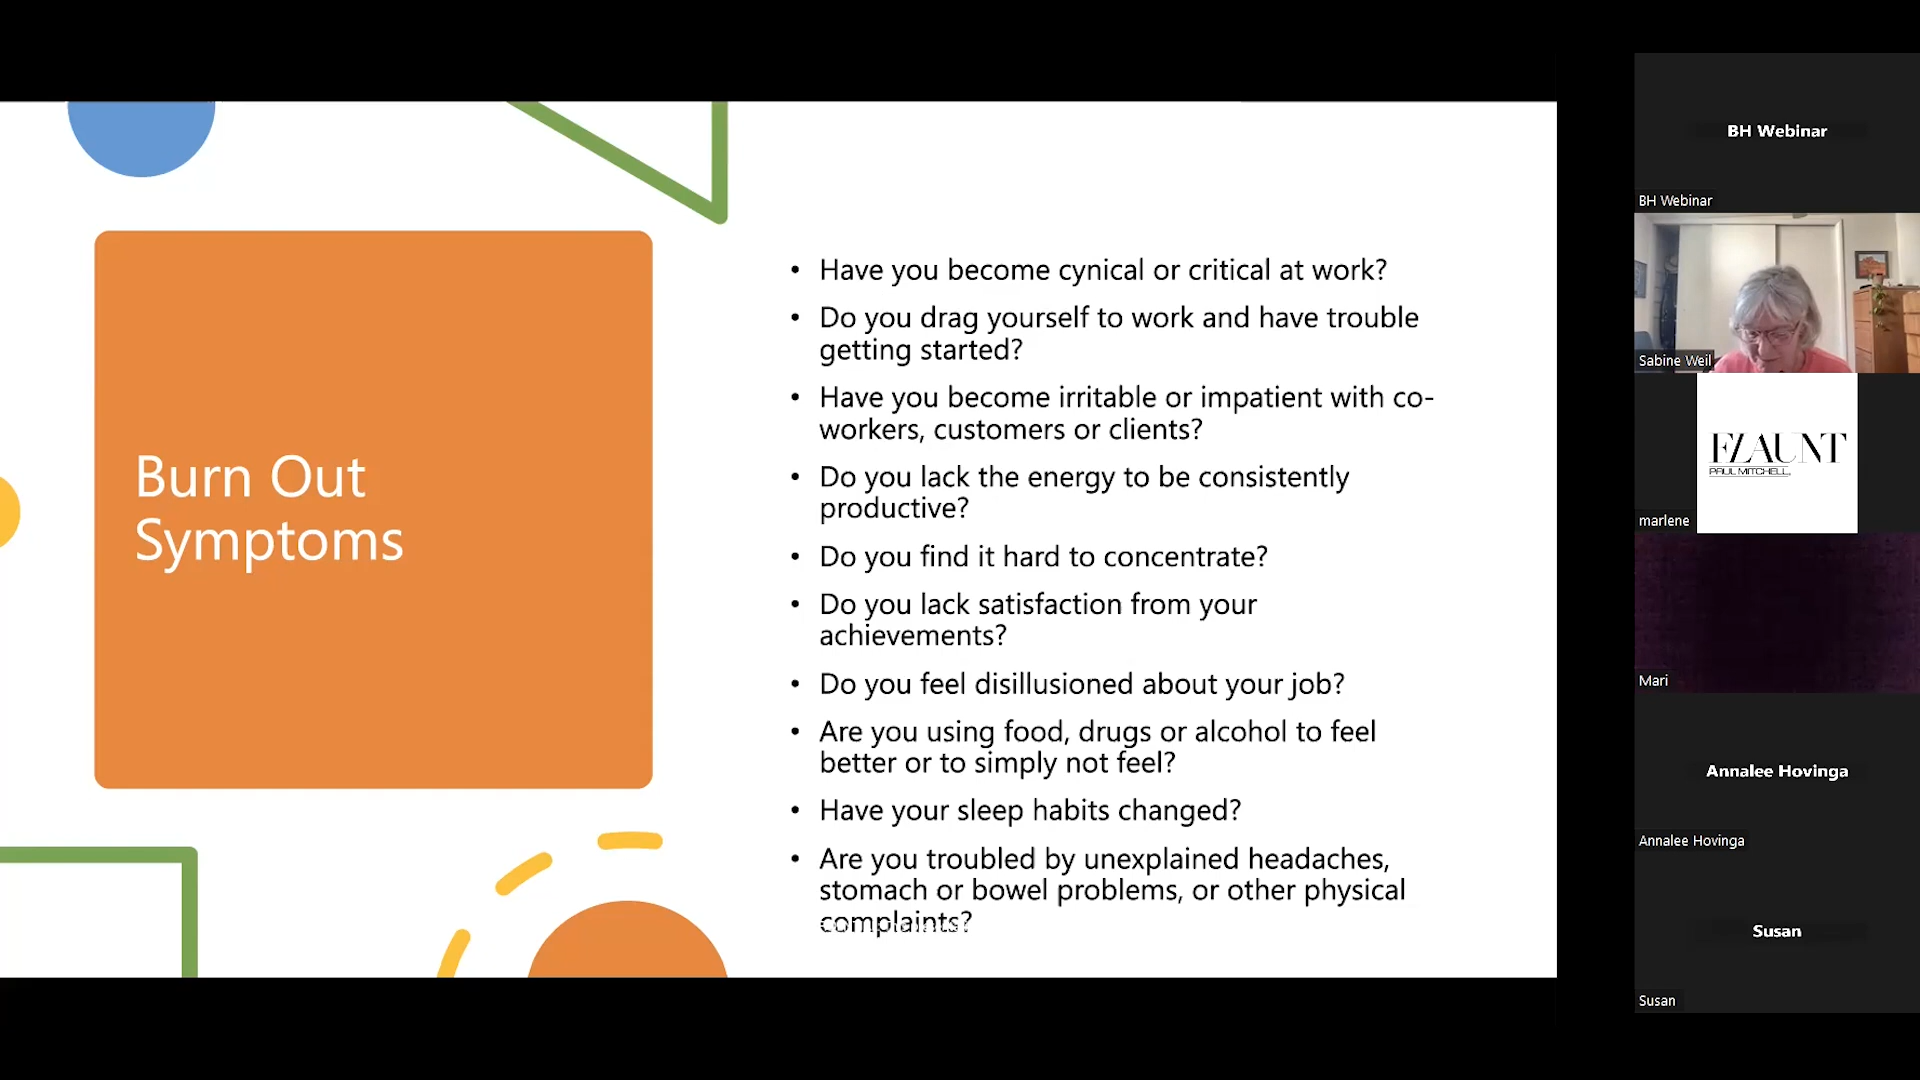 Burn Out
Symptoms
• Have you become cynical or critical at work?
• Do you drag yourself to work and have trouble
getting started?
• Have you become irritable or impatient with co-
workers, customers or clients?
• Do you lack the energy to be consistently
productive?
• Do you find it hard to concentrate?
• Do you lack satisfaction from your
achievements?
• Do you feel disillusioned about your job?
• Are you using food, drugs or alcohol to feel
better or to simply not feel?
• Have your sleep habits changed?
• Are you troubled by unexplained headaches,
stomach or bowel problems, or other physical
complaints?
BH Webinar
BH Webinar
Sabine Weil
FLAUNT
PAUL MITCHELL
marlene
Mari
Annalee Hovinga
Annalee Hovinga
Susan
Susan